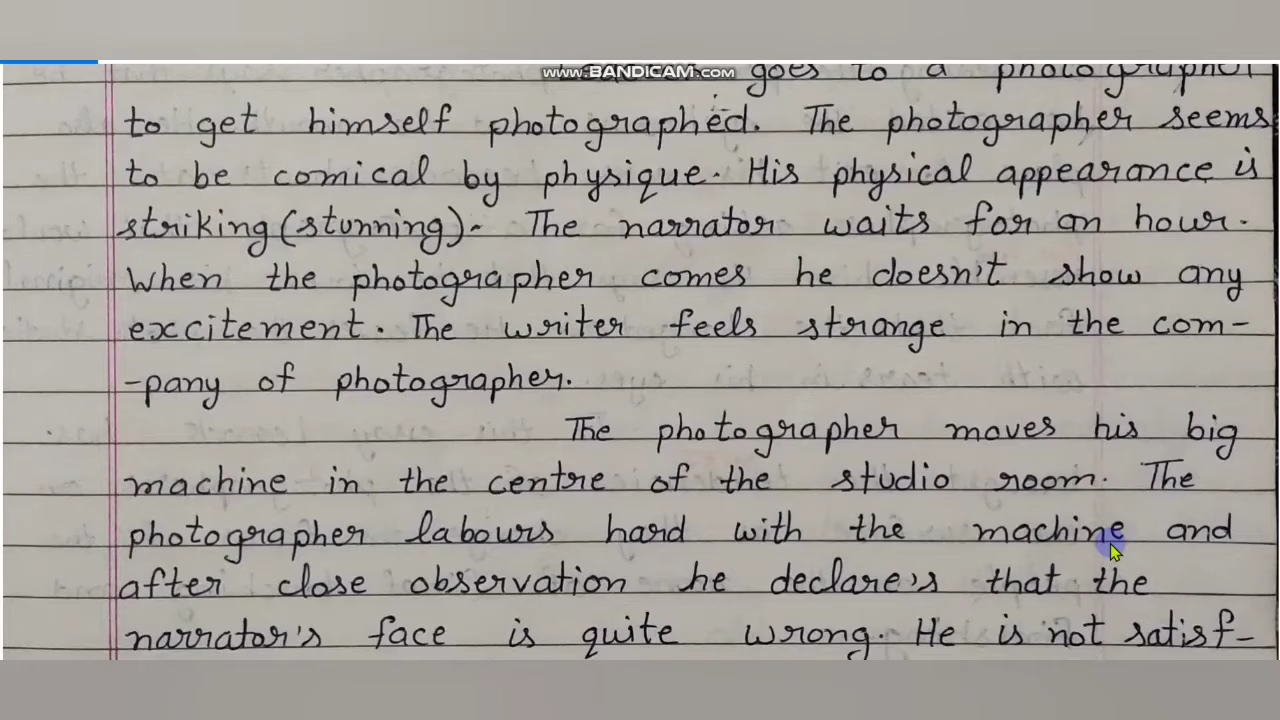 www.BANDICAM.com
goes to a photographer
to get himself photographed. The photographer seems
to be comical by physique. His physical appearance is
striking (stunning). The narrator waits for an hour.
When the photographer comes he doesn't show any
excitement. The writer feels strange in the com-
-pany of photographer.
The photographer moves his big
machine in the centre of the studio room. The
photographer labours hard with the machine and
after close observation he declare's that the
narrator's face is quite wrong. He is not satisf-